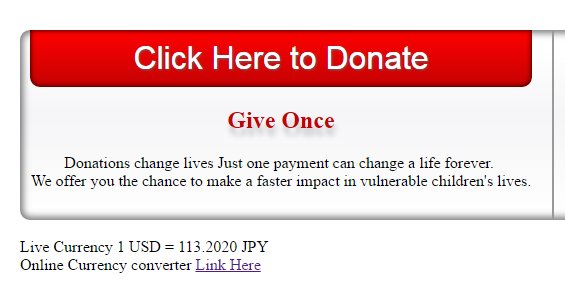 Click Here to Donate
Give Once
Donations change lives Just one payment can change a life forever.
We offer you the chance to make a faster impact in vulnerable children's lives.
Live Currency 1 USD = 113.2020 JPY
Online Currency converter Link Here